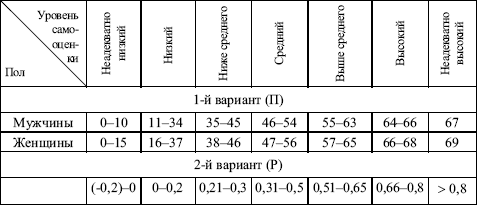 Уровень
само-
оцен-
ки
Пол
Неадекватно
низкий
Низкий
Ниже среднего
Средний
Выше среднего
Высокий
Неадекватно
высокий
1-й вариант (П)
Мужчины 0–10 11–34 35–45 46–54 55–63 64–66 67
Женщины 0–15 16–37 38–46 47–56 57–65 66–68 69
2-й вариант (Р)
(-0,2)–0 0–0,2 0,21–0,3 0,31–0,5 0,51–0,65 0,66–0,8 > 0,8